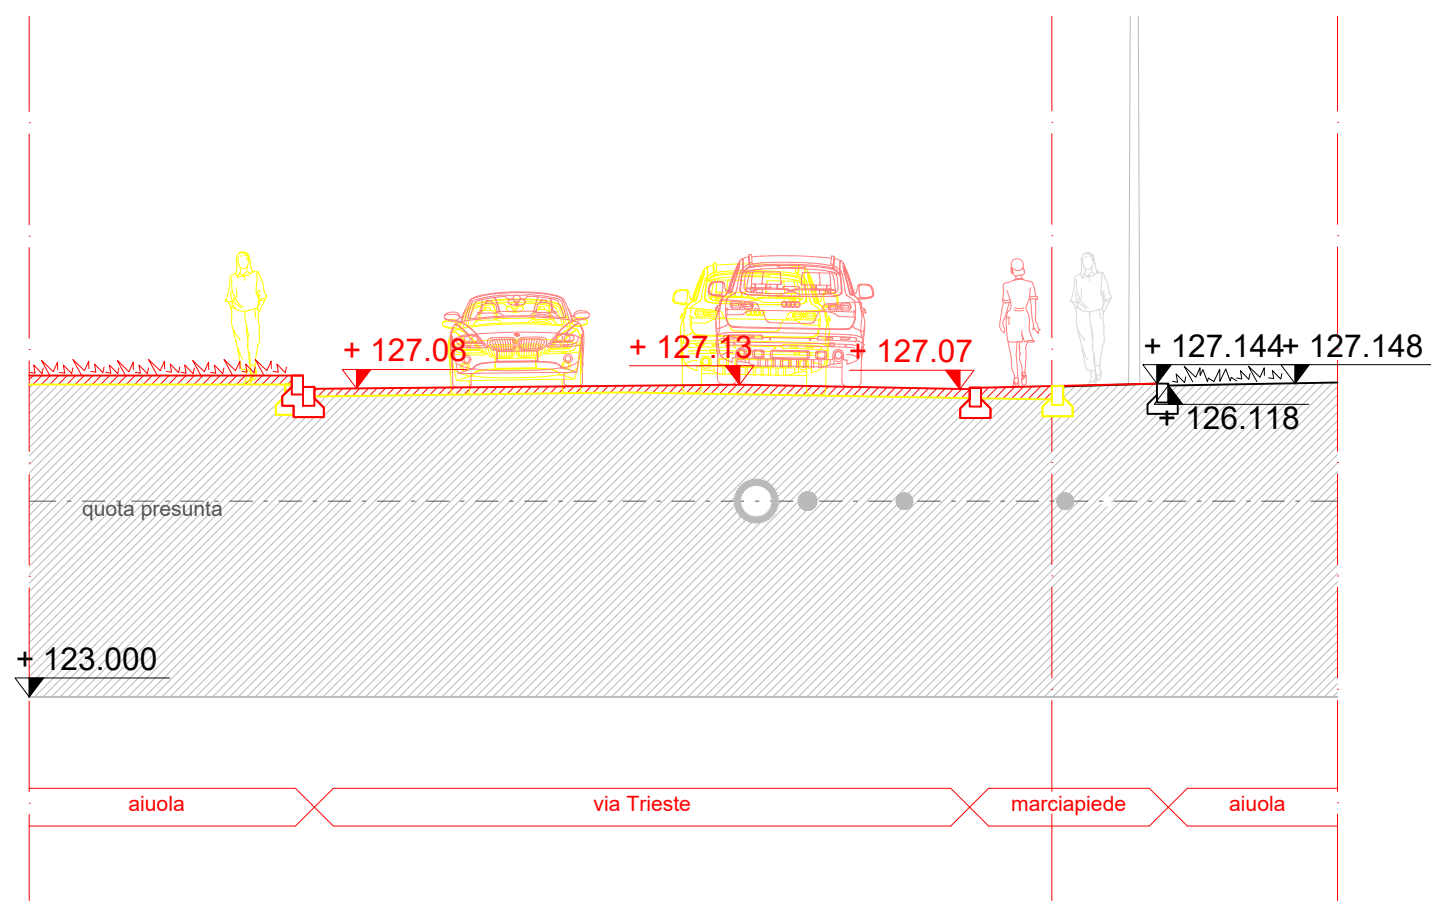 + 127.08
+ 127.13
+ 127.07
+ 127.144
+ 127.148
+ 126.118
quota presunta
+ 123.000
aiuola
via Trieste
marciapiede
aiuola